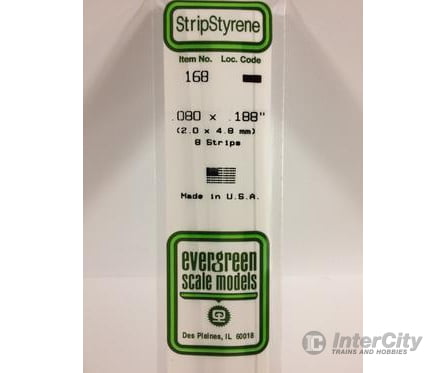 StripStyrene
Item No. Loc. Code
168
.080 x .188"
(2.0 x 4.8 mm)
8 Strips
Made in U.S.A.
evergreen
scale models
Des Plaines, IL 60018
IC InterCity
TRAINS AND HOBBIES